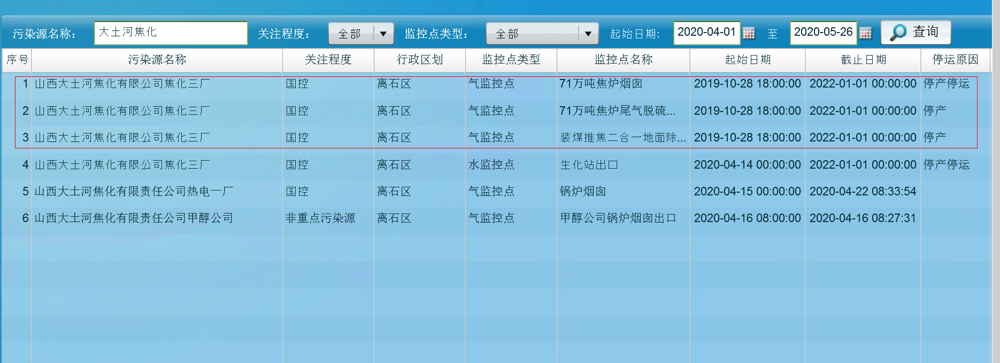 污染源名称： 大土河焦化 关注程度： 全部 监控点类型： 全部 起始日期: 2020-04-01 至 2020-05-26 查询
序号 污染源名称 关注程度 行政区划 监控点类型 监控点名称 起始日期 截止日期 停运原因
1 山西大土河焦化有限公司焦化三厂 国控 离石区 气监控点 71万吨焦炉烟囱 2019-10-28 18:00:00 2022-01-01 00:00:00 停产停运
2 山西大土河焦化有限公司焦化三厂 国控 离石区 气监控点 71万吨焦炉尾气脱硫... 2019-10-28 18:00:00 2022-01-01 00:00:00 停产
3 山西大土河焦化有限公司焦化三厂 国控 离石区 气监控点 装煤推焦二合一地面除... 2019-10-28 18:00:00 2022-01-01 00:00:00 停产
4 山西大土河焦化有限公司焦化三厂 国控 离石区 水监控点 生化站出口 2020-04-14 00:00:00 2022-01-01 00:00:00 停产停运
5 山西大土河焦化有限责任公司热电一厂 国控 离石区 气监控点 锅炉烟囱 2020-04-15 00:00:00 2020-04-22 08:33:54
6 山西大土河焦化有限责任公司甲醇公司 非重点污染源 离石区 气监控点 甲醇公司锅炉烟囱出口 2020-04-16 08:00:00 2020-04-16 08:27:31